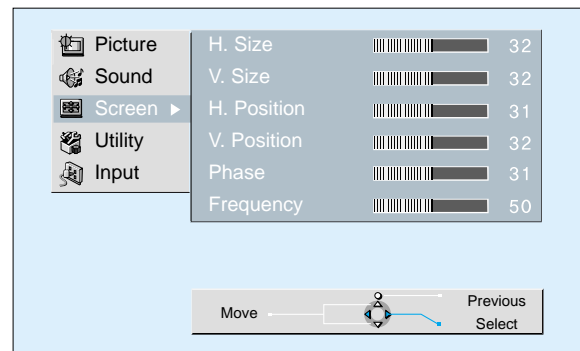 Picture
Sound
Screen
Utility
Input
H. Size 32
V. Size 32
H. Position 31
V. Position 32
Phase 31
Frequency 50
Move
Previous
Select